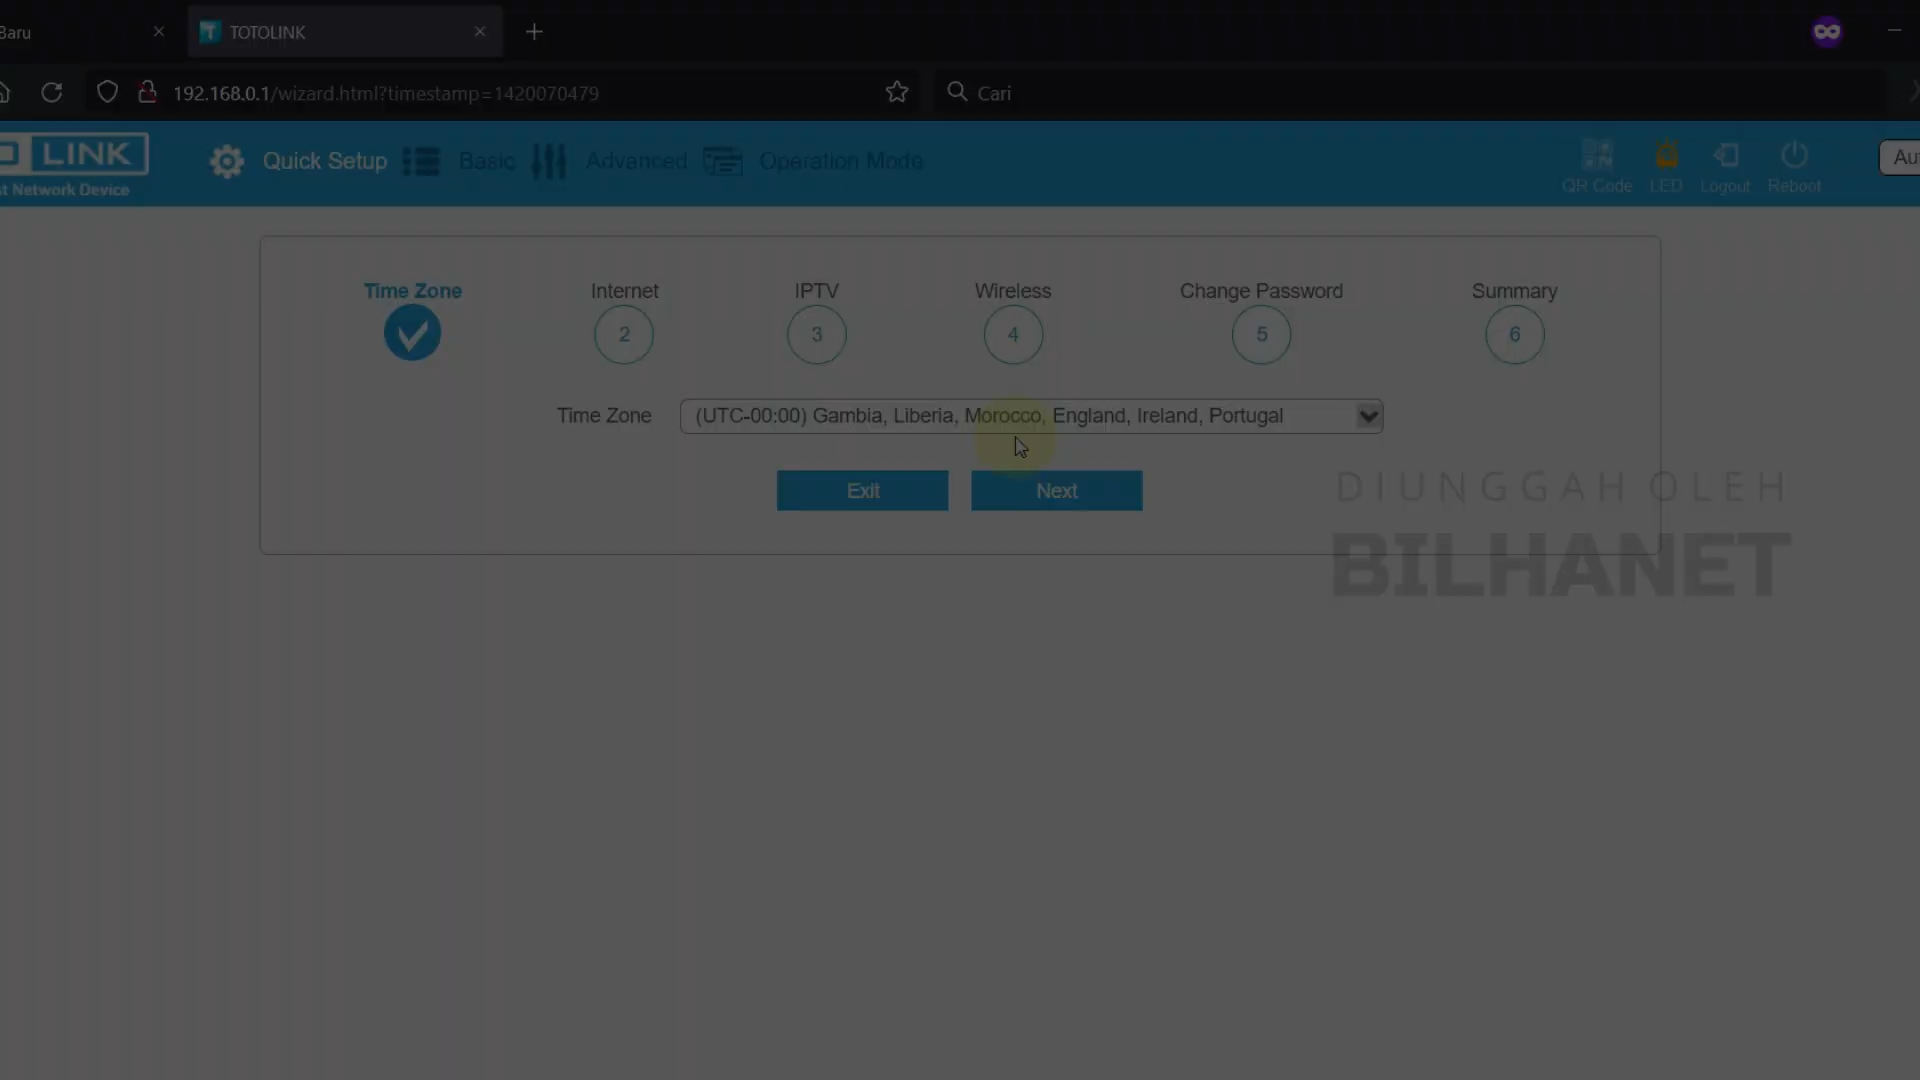 Baru
TOTOLINK
192.168.0.1/wizard.html?timestamp=1420070479
Cari
LINK
st Network Device
Quick Setup
Basic
Advanced
Operation Mode
QR Code
LED
Logout
Reboot
Au
Time Zone
Internet
IPTV
Wireless
Change Password
Summary
2
3
4
5
6
Time Zone
(UTC-00:00) Gambia, Liberia, Morocco, England, Ireland, Portugal
Exit
Next
DIUNGGAH OLEH
BILHANET